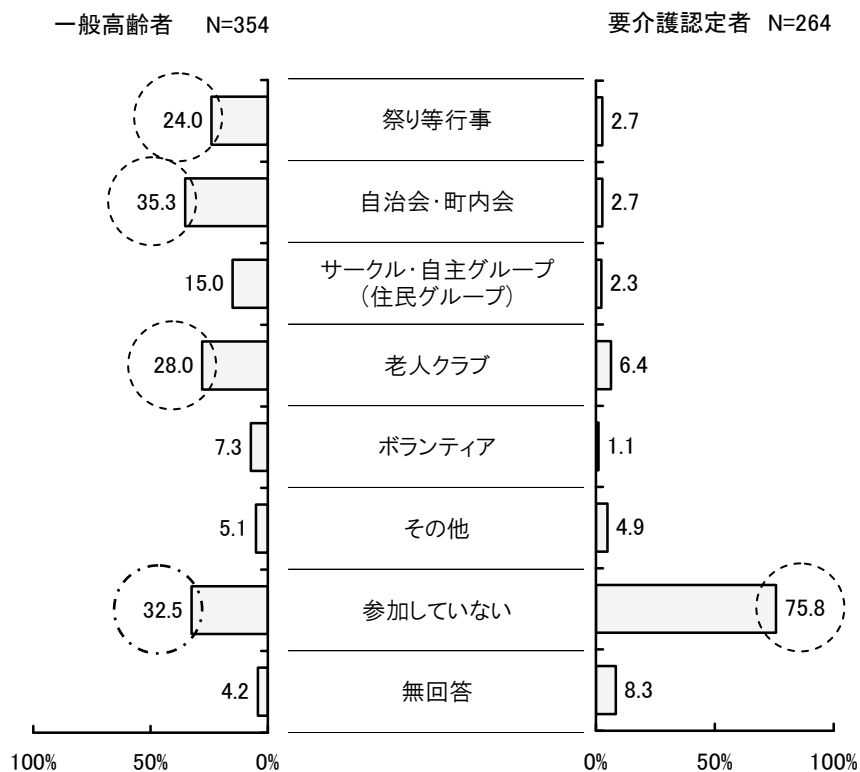 一般高齢者 N=354 要介護認定者 N=264
24.0 祭り等行事 2.7
35.3 自治会・町内会 2.7
15.0 サークル・自主グループ 2.3
(住民グループ)
28.0 老人クラブ 6.4
7.3 ボランティア 1.1
5.1 その他 4.9
32.5 参加していない 75.8
4.2 無回答 8.3
100% 50% 0% 0% 50% 100%